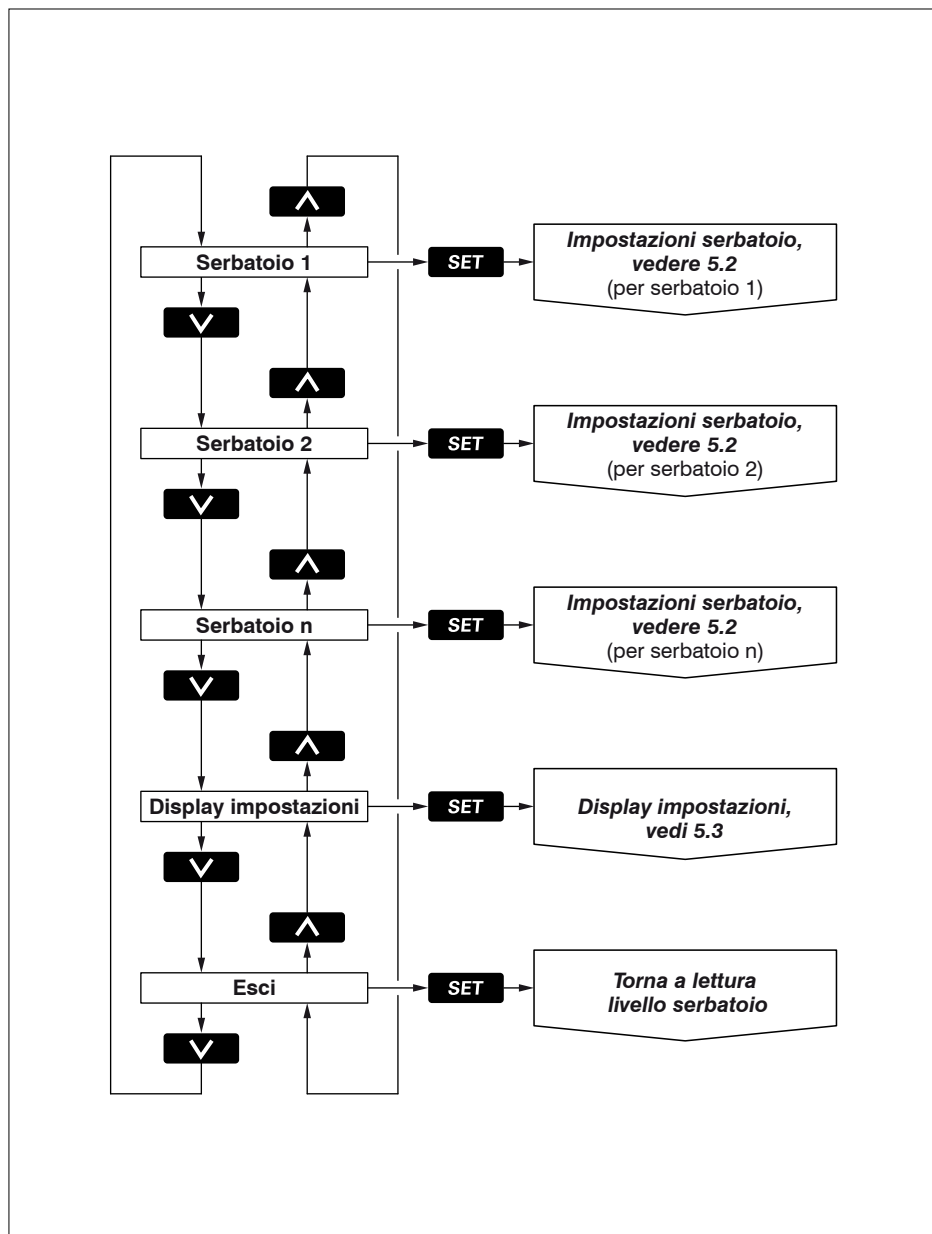 Serbatoio 1
SET
Impostazioni serbatoio,
vedere 5.2
(per serbatoio 1)
Serbatoio 2
SET
Impostazioni serbatoio,
vedere 5.2
(per serbatoio 2)
Serbatoio n
SET
Impostazioni serbatoio,
vedere 5.2
(per serbatoio n)
Display impostazioni
SET
Display impostazioni,
vedi 5.3
Esci
SET
Torna a lettura
livello serbatoio